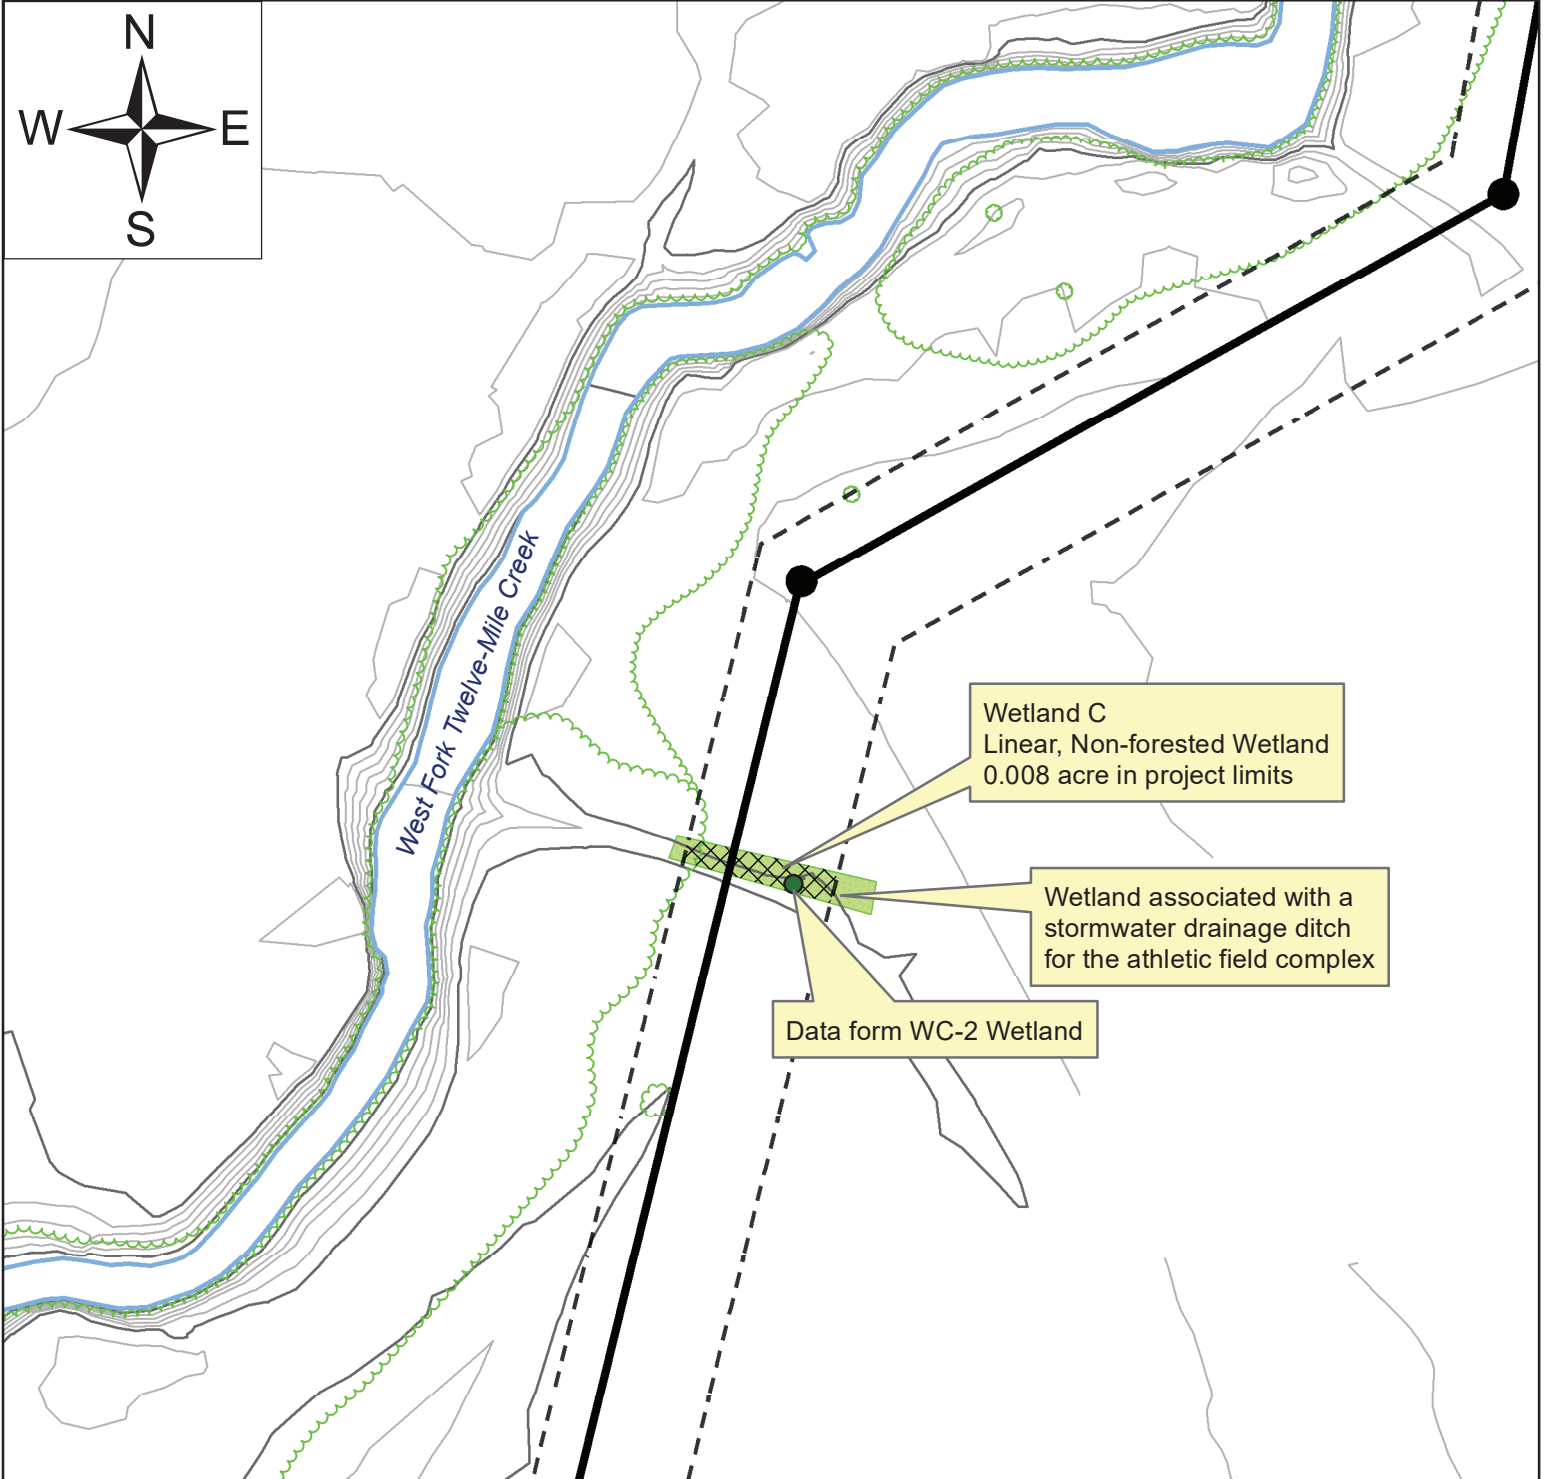 N
W E
S
West Fork Twelve-Mile Creek
Wetland C
Linear, Non-forested Wetland
0.008 acre in project limits
Wetland associated with a
stormwater drainage ditch
for the athletic field complex
Data form WC-2 Wetland